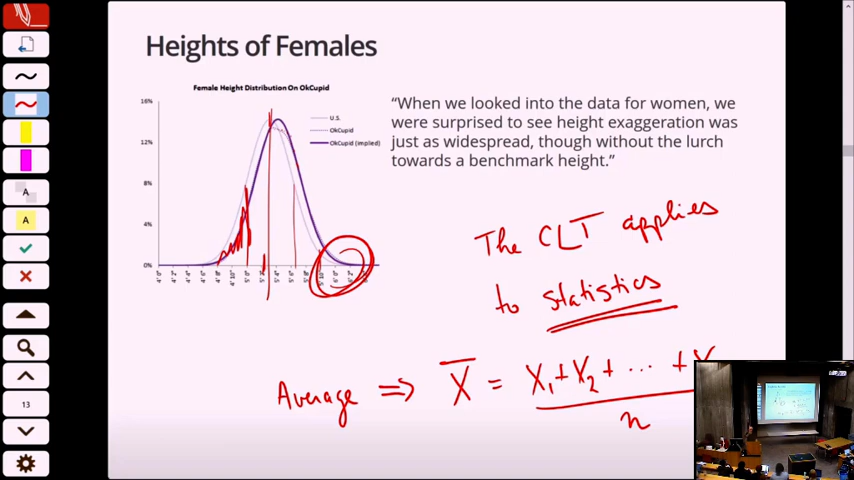 Heights of Females
Female Height Distribution On OkCupid
16%
12%
8%
4%
0%
U.S.
OkCupid
OkCupid (implied)
“When we looked into the data for women, we
were surprised to see height exaggeration was
just as widespread, though without the lurch
towards a benchmark height.”
The CLT applies
to statistics
Average ⇒ X̄ = X₁ + X₂ + ... +
n
A
A
13